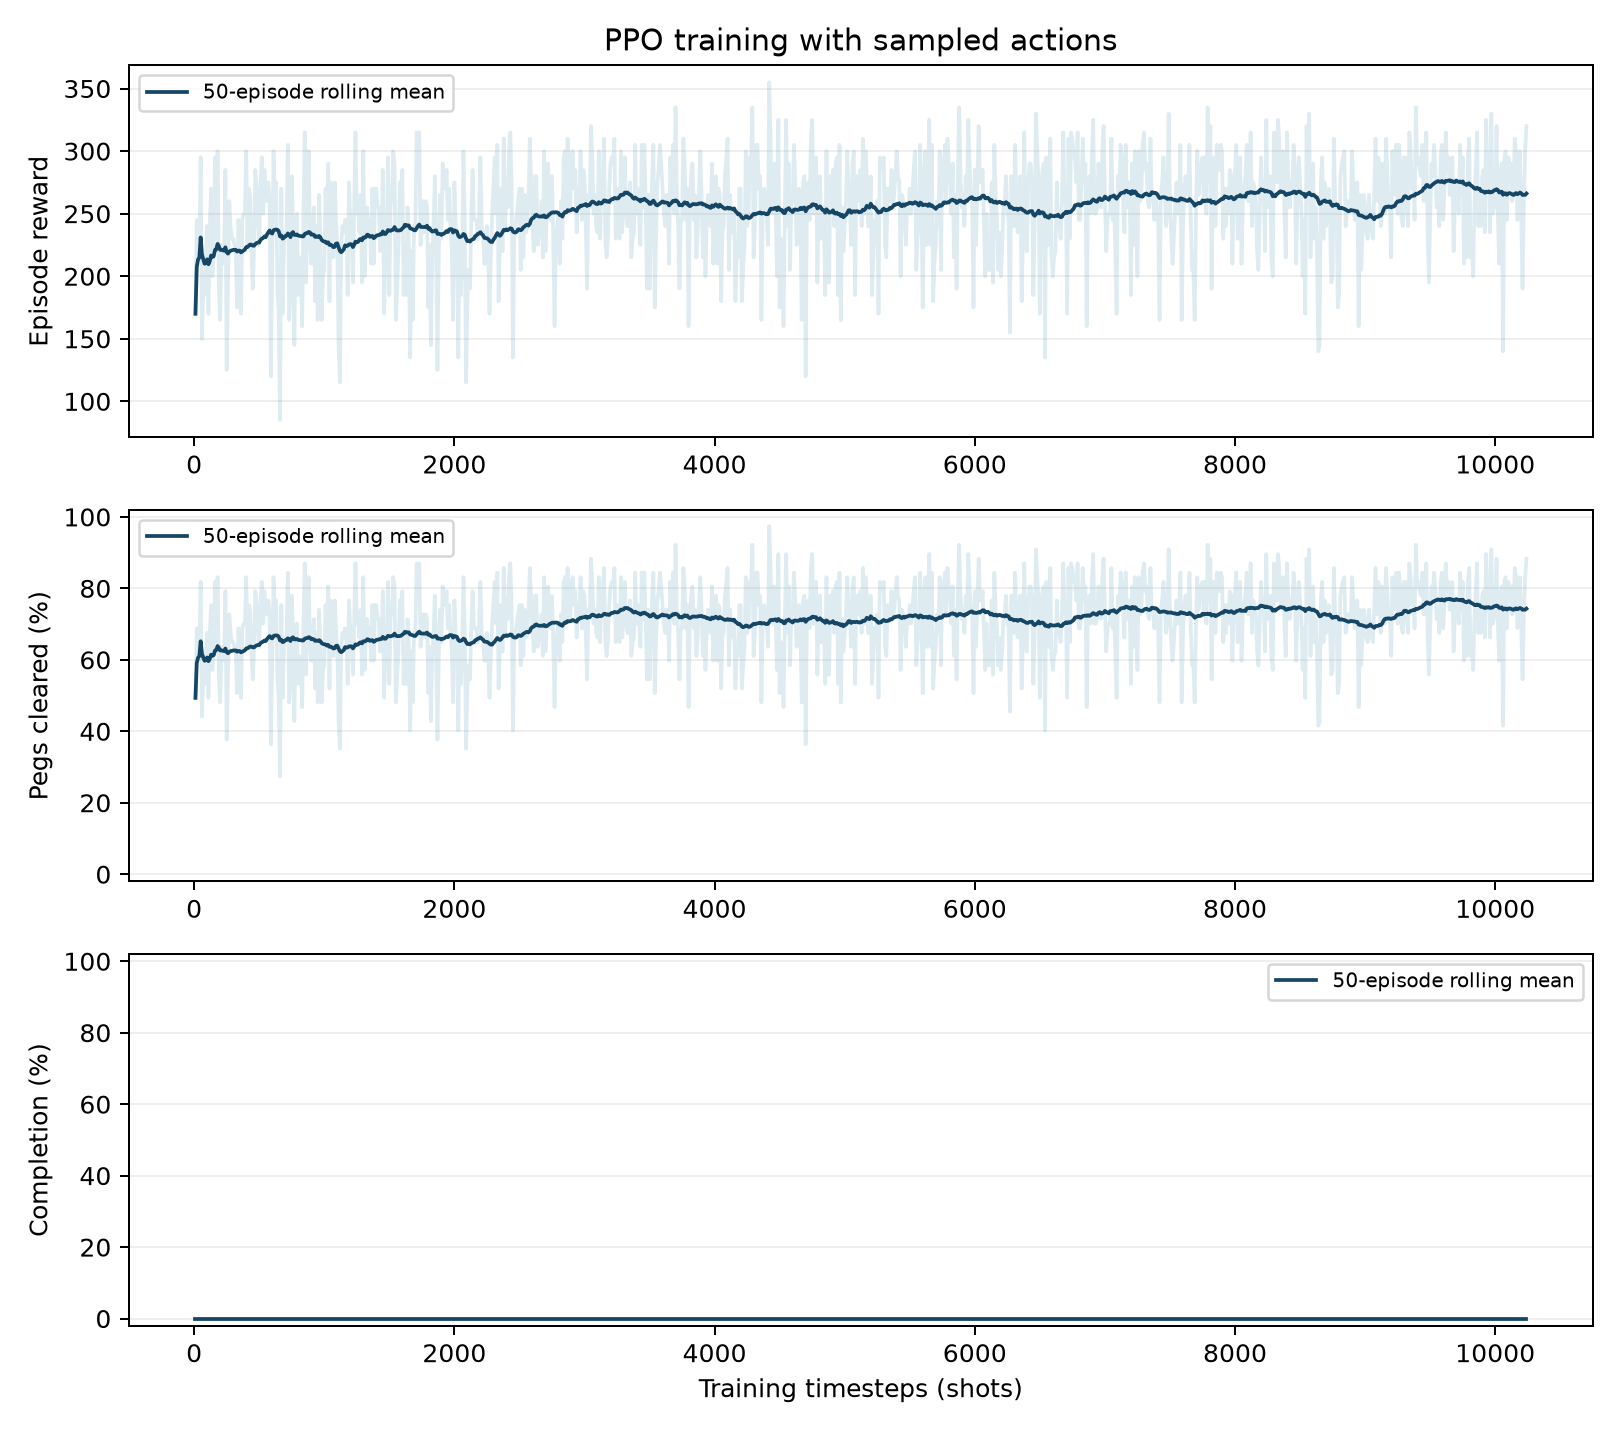 PPO training with sampled actions
50-episode rolling mean
Episode reward
350
300
250
200
150
100
0 2000 4000 6000 8000 10000
50-episode rolling mean
Pegs cleared (%)
100
80
60
40
20
0
0 2000 4000 6000 8000 10000
50-episode rolling mean
Completion (%)
100
80
60
40
20
0
0 2000 4000 6000 8000 10000
Training timesteps (shots)